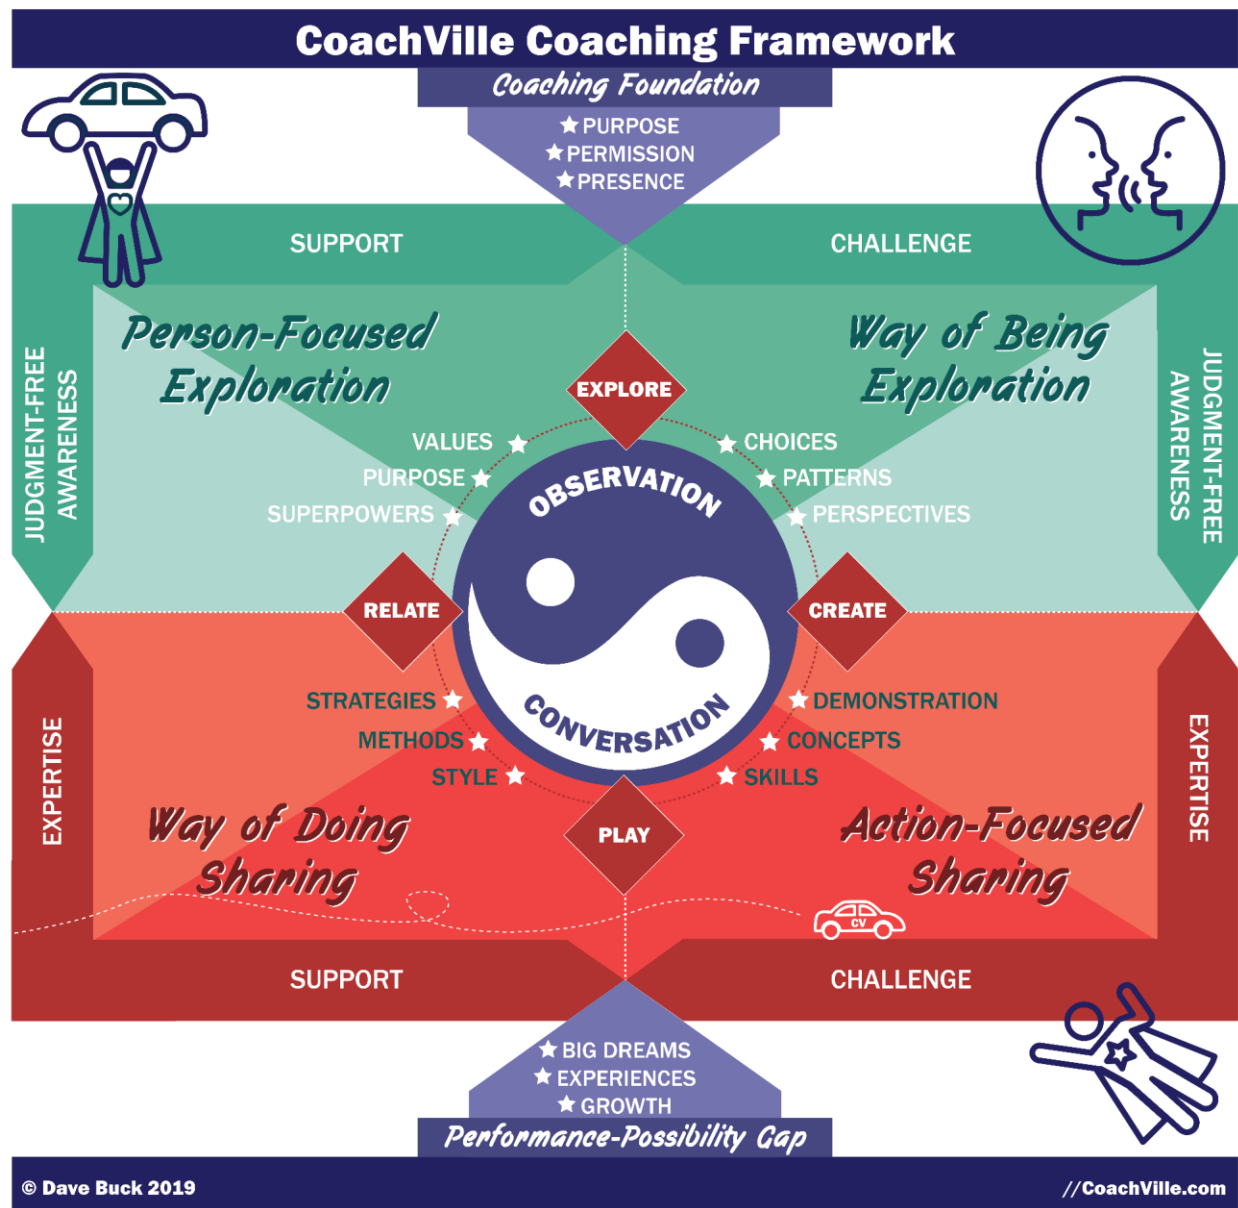 CoachVille Coaching Framework
Coaching Foundation
PURPOSE
PERMISSION
PRESENCE
SUPPORT
CHALLENGE
JUDGMENT-FREE
AWARENESS
Person-Focused
Exploration
Way of Being
Exploration
JUDGMENT-FREE
AWARENESS
EXPLORE
VALUES
PURPOSE
SUPERPOWERS
CHOICES
PATTERNS
PERSPECTIVES
OBSERVATION
RELATE
CREATE
CONVERSATION
STRATEGIES
METHODS
STYLE
DEMONSTRATION
CONCEPTS
SKILLS
PLAY
EXPERTISE
Way of Doing
Sharing
Action-Focused
Sharing
EXPERTISE
CV
SUPPORT
CHALLENGE
BIG DREAMS
EXPERIENCES
GROWTH
Performance-Possibility Gap
© Dave Buck 2019
//CoachVille.com